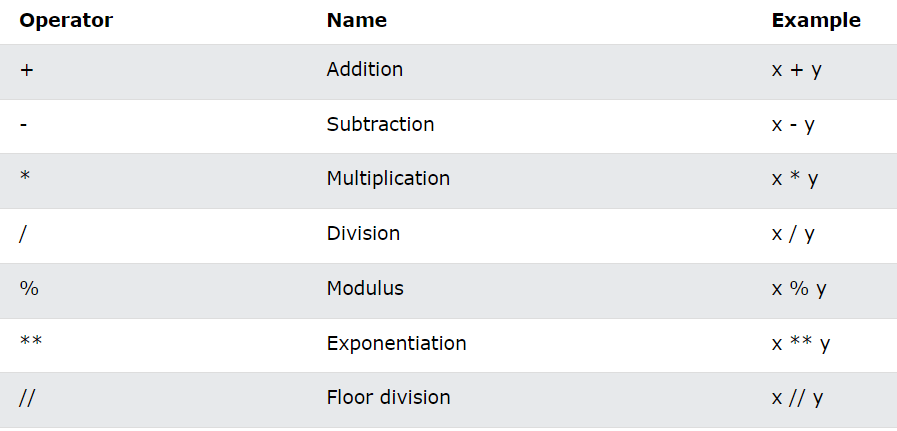 Operator Name Example
+ Addition x + y
- Subtraction x - y
* Multiplication x * y
/ Division x / y
% Modulus x % y
** Exponentiation x ** y
// Floor division x // y